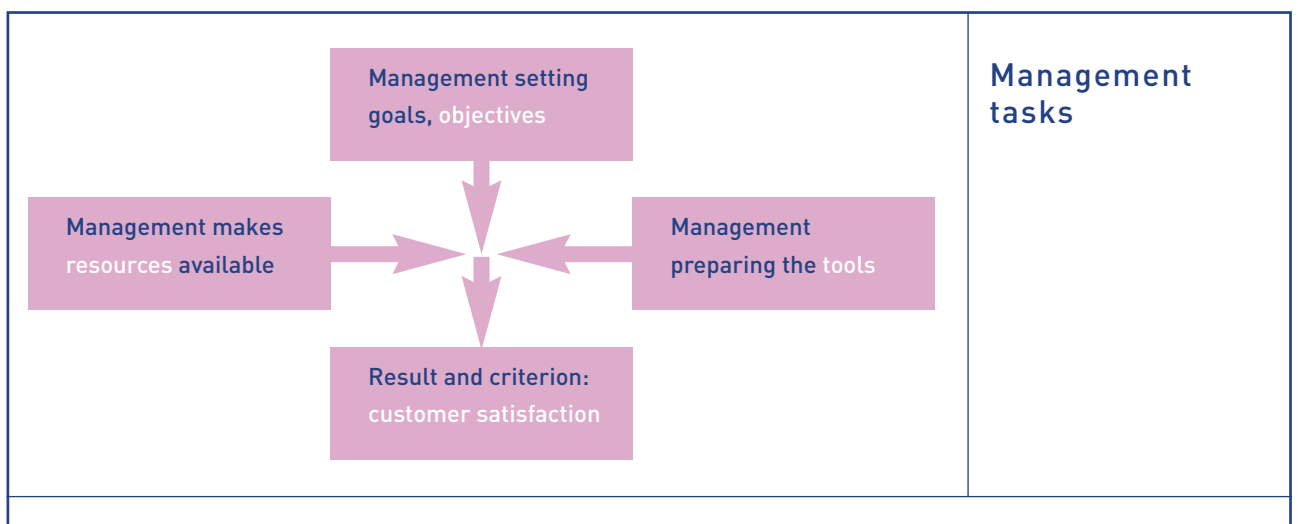 Management setting
goals, objectives
Management
tasks
Management makes
resources available
Management
preparing the tools
Result and criterion:
customer satisfaction